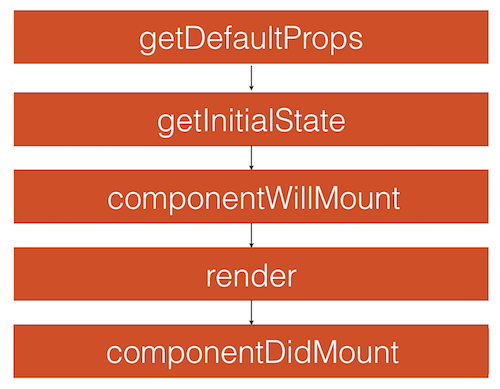 getDefaultProps
getInitialState
componentWillMount
render
componentDidMount